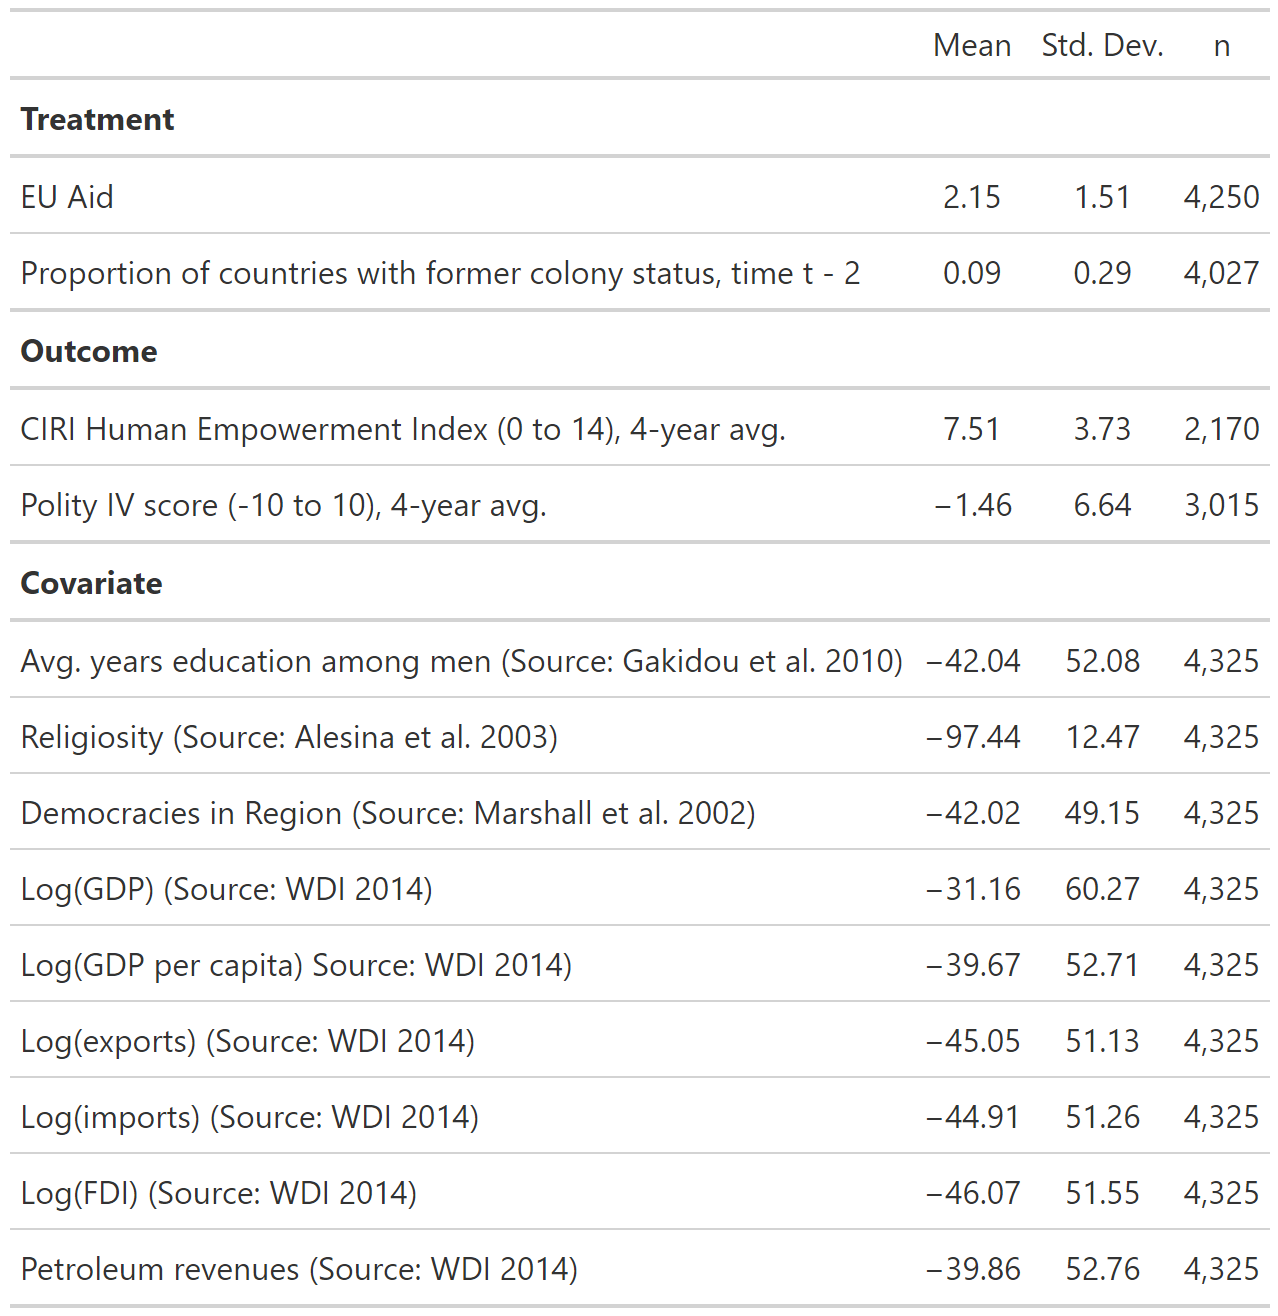 Mean Std. Dev. n
Treatment
EU Aid 2.15 1.51 4,250
Proportion of countries with former colony status, time t - 2 0.09 0.29 4,027
Outcome
CIRI Human Empowerment Index (0 to 14), 4-year avg. 7.51 3.73 2,170
Polity IV score (-10 to 10), 4-year avg. −1.46 6.64 3,015
Covariate
Avg. years education among men (Source: Gakidou et al. 2010) −42.04 52.08 4,325
Religiosity (Source: Alesina et al. 2003) −97.44 12.47 4,325
Democracies in Region (Source: Marshall et al. 2002) −42.02 49.15 4,325
Log(GDP) (Source: WDI 2014) −31.16 60.27 4,325
Log(GDP per capita) Source: WDI 2014) −39.67 52.71 4,325
Log(exports) (Source: WDI 2014) −45.05 51.13 4,325
Log(imports) (Source: WDI 2014) −44.91 51.26 4,325
Log(FDI) (Source: WDI 2014) −46.07 51.55 4,325
Petroleum revenues (Source: WDI 2014) −39.86 52.76 4,325